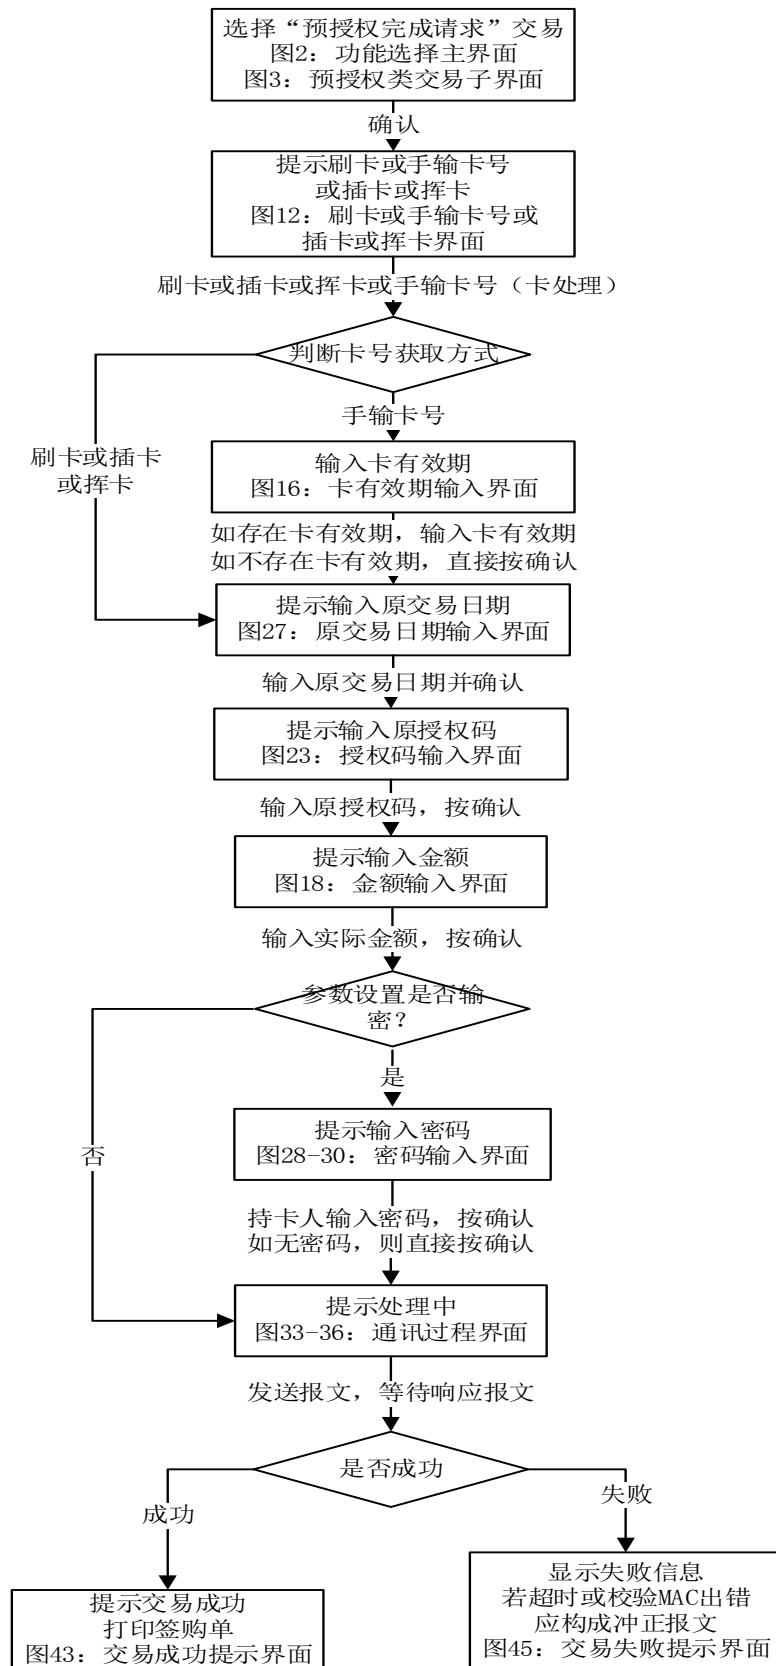 选择“预授权完成请求”交易
图2：功能选择主界面
图3：预授权类交易子界面
确认
提示刷卡或手输卡号
或插卡或挥卡
图12：刷卡或手输卡号或
插卡或挥卡界面
刷卡或插卡或挥卡或手输卡号（卡处理）
判断卡号获取方式
手输卡号
刷卡或插卡
或挥卡
输入卡有效期
图16：卡有效期输入界面
如存在卡有效期，输入卡有效期
如不存在卡有效期，直接按确认
提示输入原交易日期
图27：原交易日期输入界面
输入原交易日期并确认
提示输入原授权码
图23：授权码输入界面
输入原授权码，按确认
提示输入金额
图18：金额输入界面
输入实际金额，按确认
参数设置是否输
密？
是
否
提示输入密码
图28-30：密码输入界面
持卡人输入密码，按确认
如无密码，则直接按确认
提示处理中
图33-36：通讯过程界面
发送报文，等待响应报文
是否成功
成功
失败
提示交易成功
打印签购单
图43：交易成功提示界面
显示失败信息
若超时或校验MAC出错
应构成冲正报文
图45：交易失败提示界面